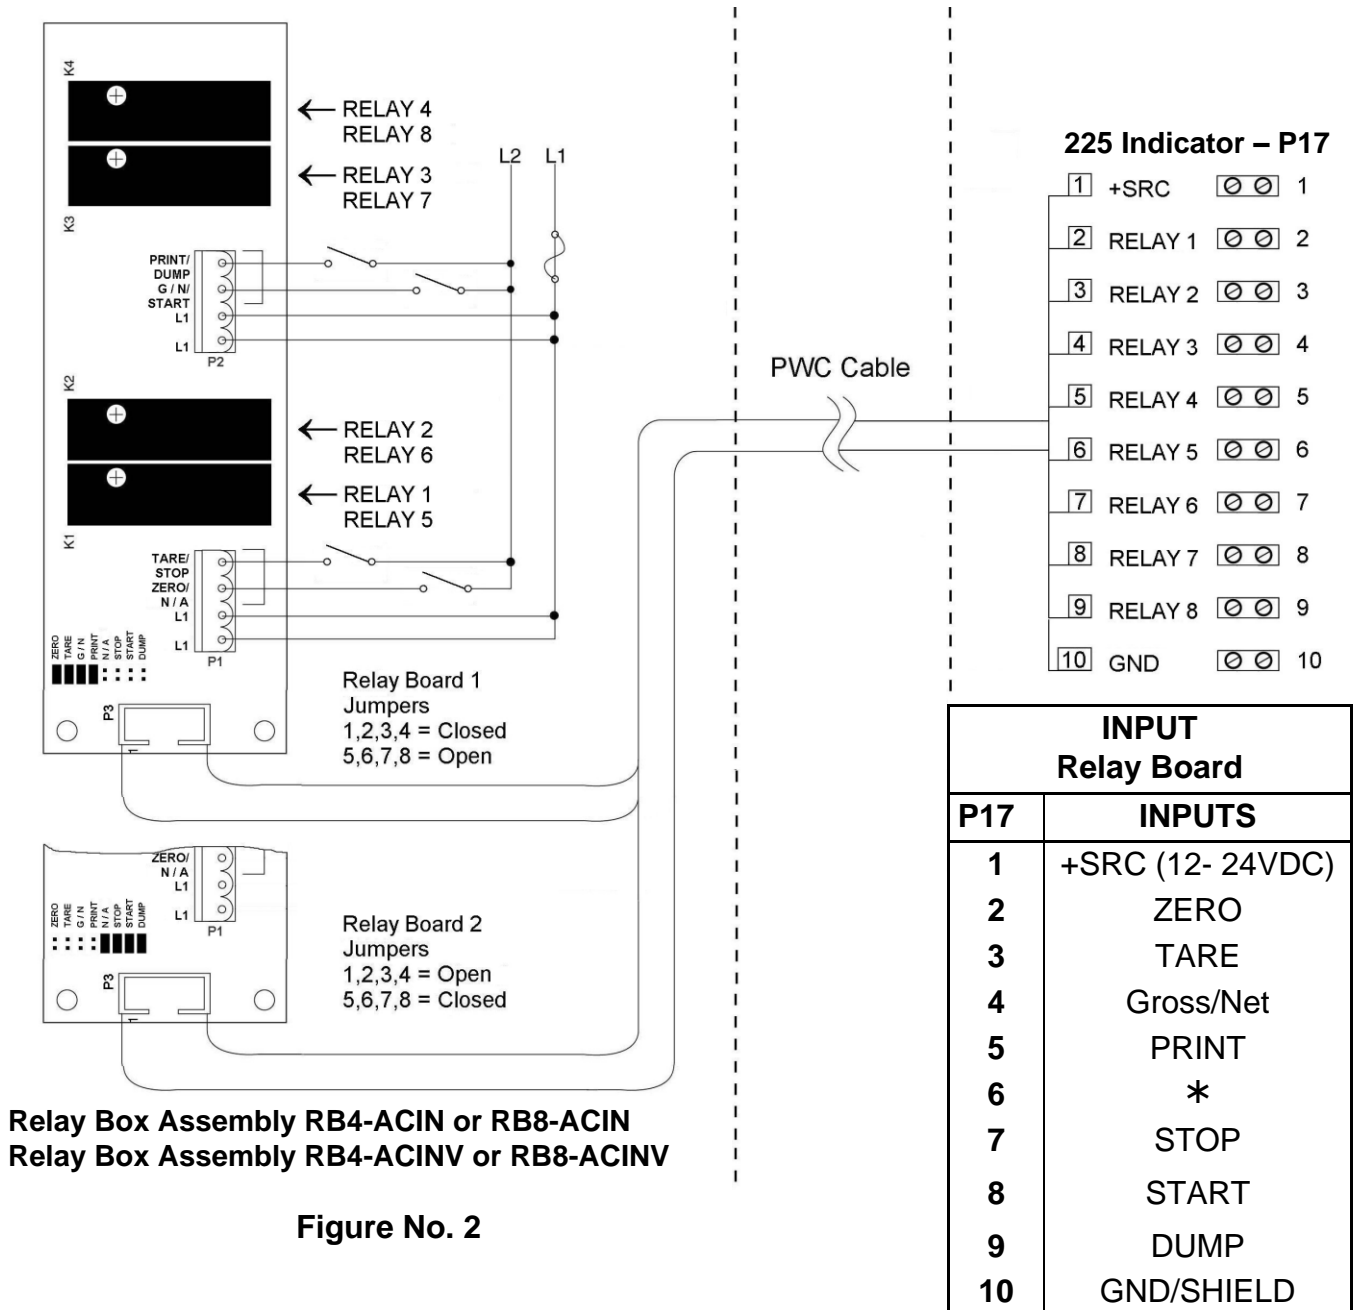 K4
RELAY 4
RELAY 8
K3
RELAY 3
RELAY 7
L2 L1
PRINT/
DUMP
G / N/
START
L1
L1
P2
K2
RELAY 2
RELAY 6
K1
RELAY 1
RELAY 5
TARE/
STOP
ZERO/
N / A
L1
L1
P1
ZERO
TARE
G / N
PRINT
N / A
STOP
START
DUMP
P3
1
Relay Board 1
Jumpers
1,2,3,4 = Closed
5,6,7,8 = Open
ZERO/
N / A
L1
L1
P1
ZERO
TARE
G / N
PRINT
N / A
STOP
START
DUMP
P3
1
Relay Board 2
Jumpers
1,2,3,4 = Open
5,6,7,8 = Closed
PWC Cable
225 Indicator – P17
1 +SRC 1
2 RELAY 1 2
3 RELAY 2 3
4 RELAY 3 4
5 RELAY 4 5
6 RELAY 5 6
7 RELAY 6 7
8 RELAY 7 8
9 RELAY 8 9
10 GND 10
INPUT
Relay Board
P17 INPUTS
1 +SRC (12- 24VDC)
2 ZERO
3 TARE
4 Gross/Net
5 PRINT
6 *
7 STOP
8 START
9 DUMP
10 GND/SHIELD
Relay Box Assembly RB4-ACIN or RB8-ACIN
Relay Box Assembly RB4-ACINV or RB8-ACINV
Figure No. 2